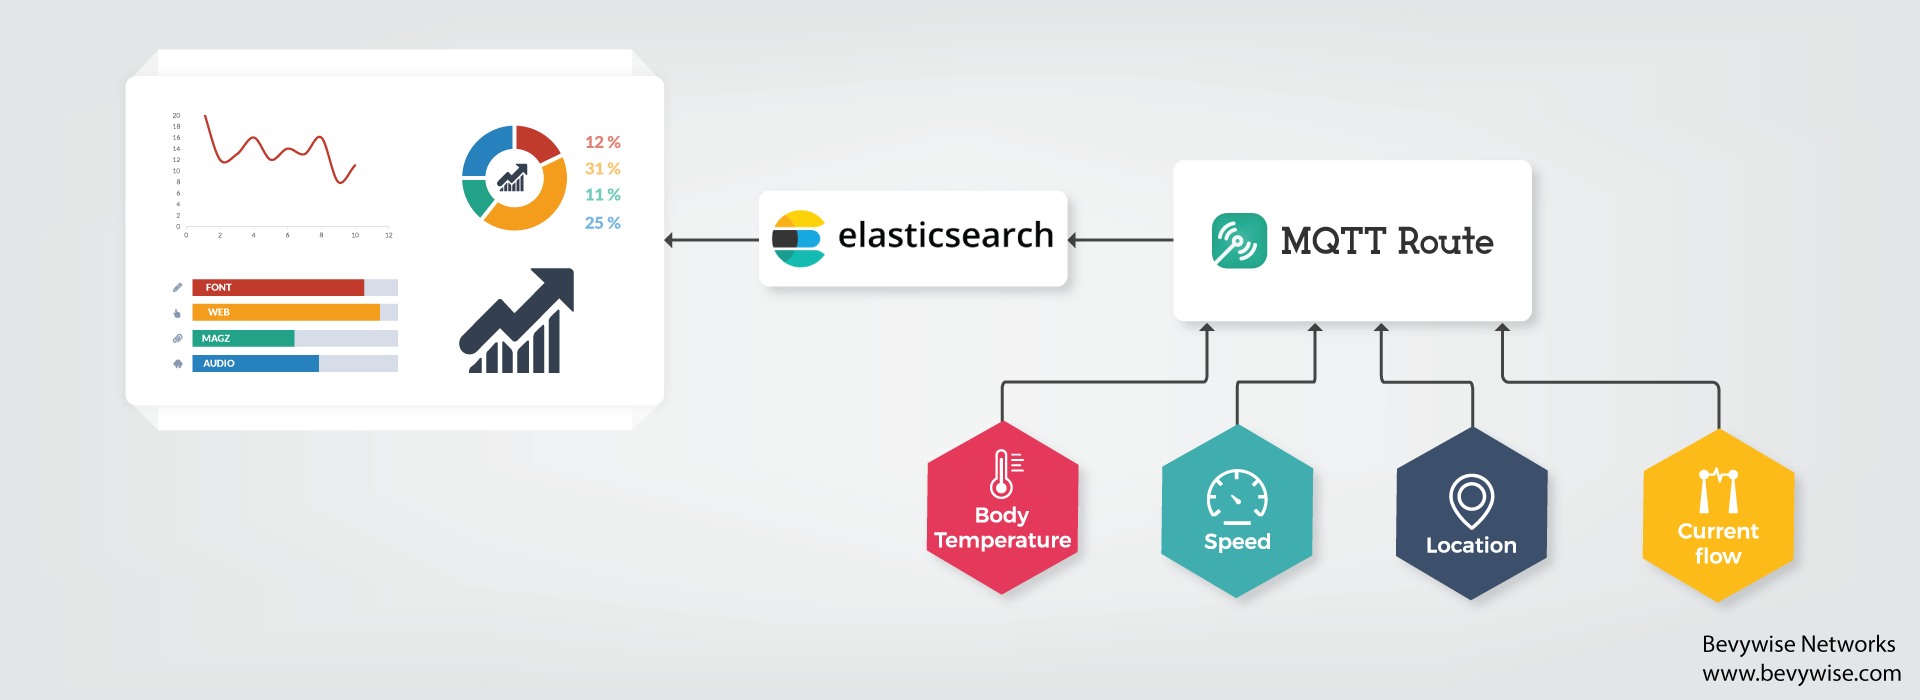 20
18
16
14
12
10
8
6
4
2
0
0 2 4 6 8 10 12
12 %
31 %
11 %
25 %
FONT
WEB
MAGZ
AUDIO
elasticsearch
MQTT Route
Body
Temperature
Speed
Location
Current
flow
Bevywise Networks
www.bevywise.com